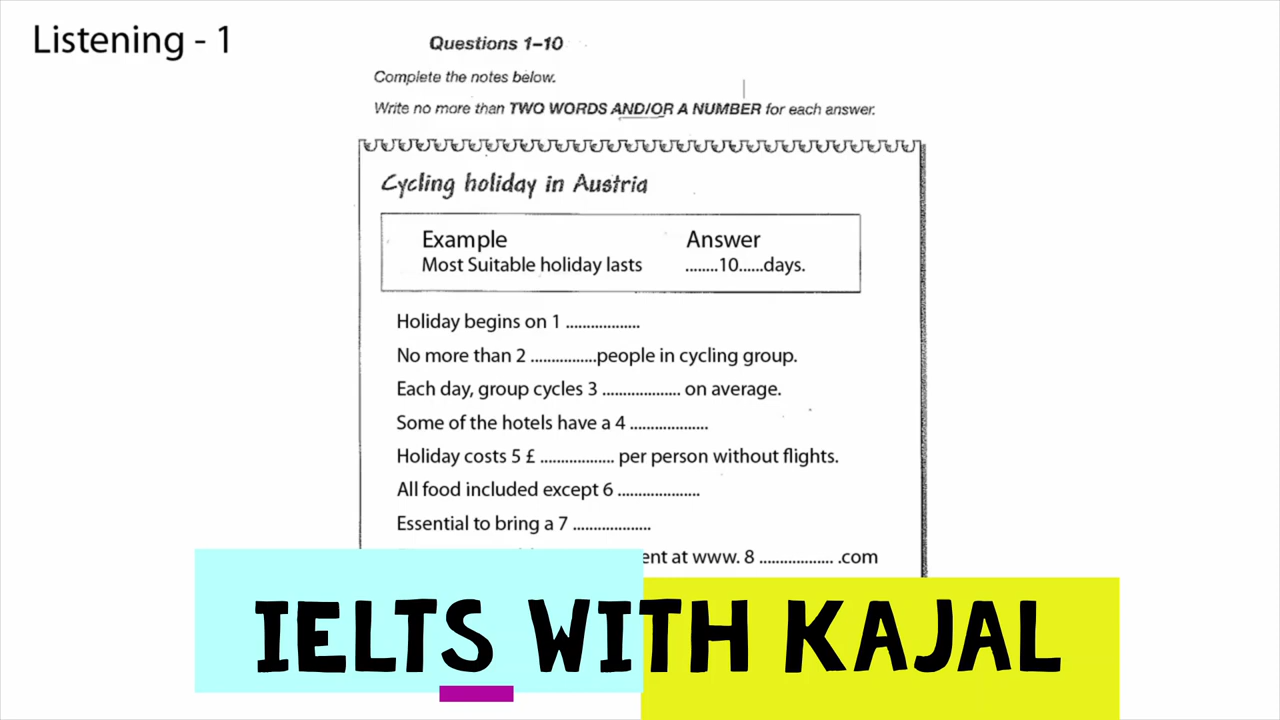 Listening - 1
Questions 1–10
Complete the notes below.
Write no more than TWO WORDS AND/OR A NUMBER for each answer.
Cycling holiday in Austria
Example Answer
Most Suitable holiday lasts ........10......days.
Holiday begins on 1 ..................
No more than 2 ................people in cycling group.
Each day, group cycles 3 ................... on average.
Some of the hotels have a 4 ...................
Holiday costs 5 £ .................. per person without flights.
All food included except 6 ....................
Essential to bring a 7 ...................
at www. 8 .................. .com
IELTS WITH KAJAL